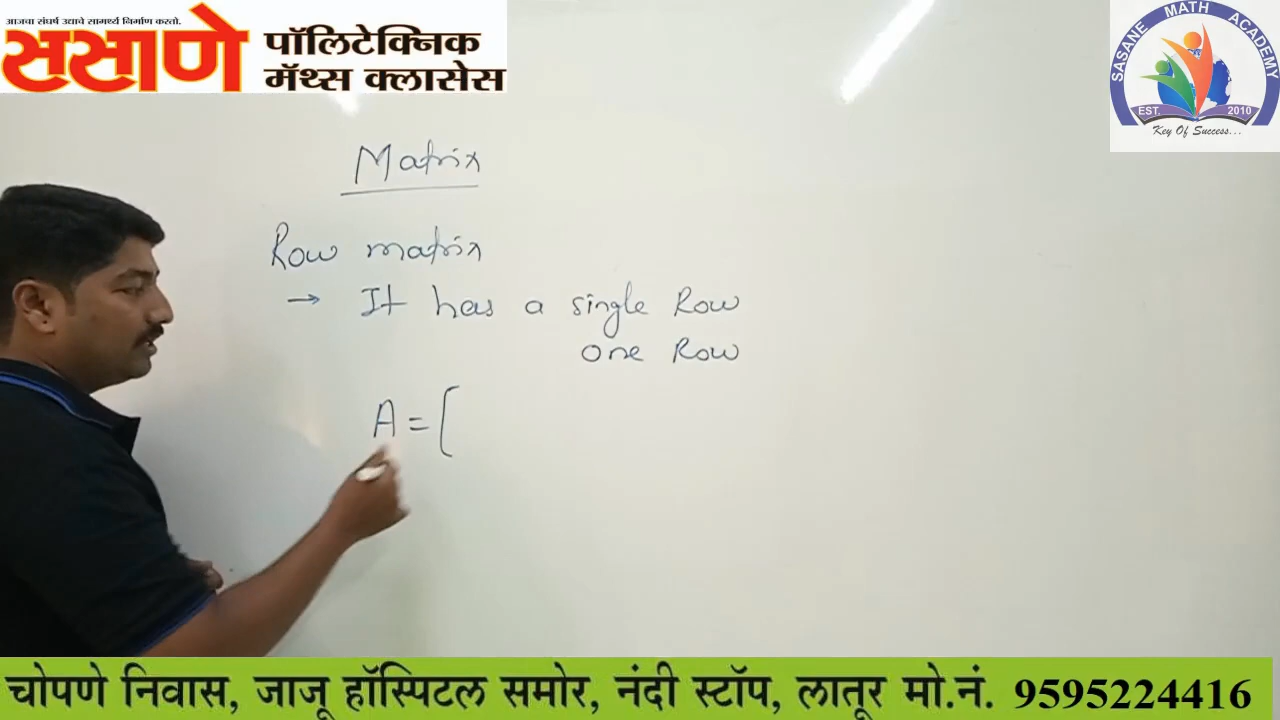 आजचा संघर्ष उद्याचे सामर्थ्य निर्माण करतो.
ससाणे
पॉलिटेक्निक
मॅथ्स क्लासेस
SASANE MATH ACADEMY
EST. 2010
Key Of Success...
Matrix
Row matrix
→ It has a single Row
one Row
A = [
चोपणे निवास, जाजू हॉस्पिटल समोर, नंदी स्टॉप, लातूर मो.नं. 9595224416